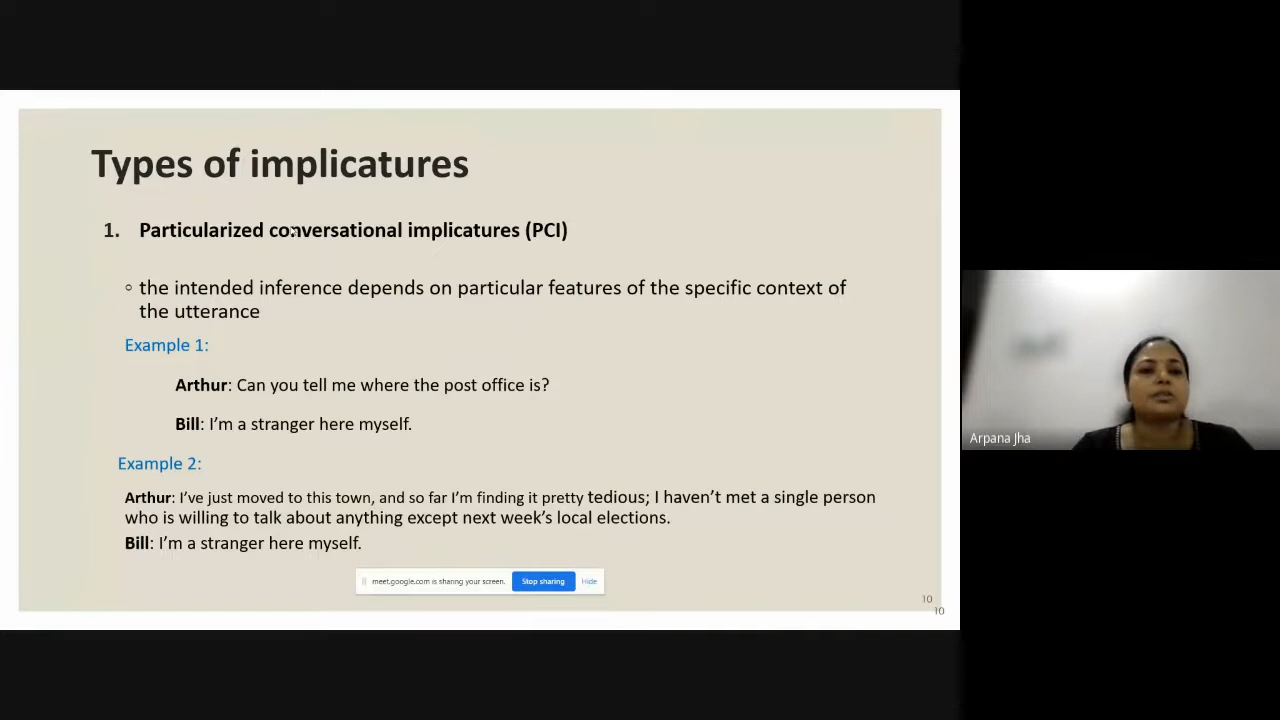 Types of implicatures
1. Particularized conversational implicatures (PCI)
◦ the intended inference depends on particular features of the specific context of
the utterance
Example 1:
Arthur: Can you tell me where the post office is?
Bill: I'm a stranger here myself.
Example 2:
Arthur: I've just moved to this town, and so far I'm finding it pretty tedious; I haven't met a single person
who is willing to talk about anything except next week's local elections.
Bill: I'm a stranger here myself.
meet.google.com is sharing your screen. Stop sharing Hide
10
10
Arpana Jha